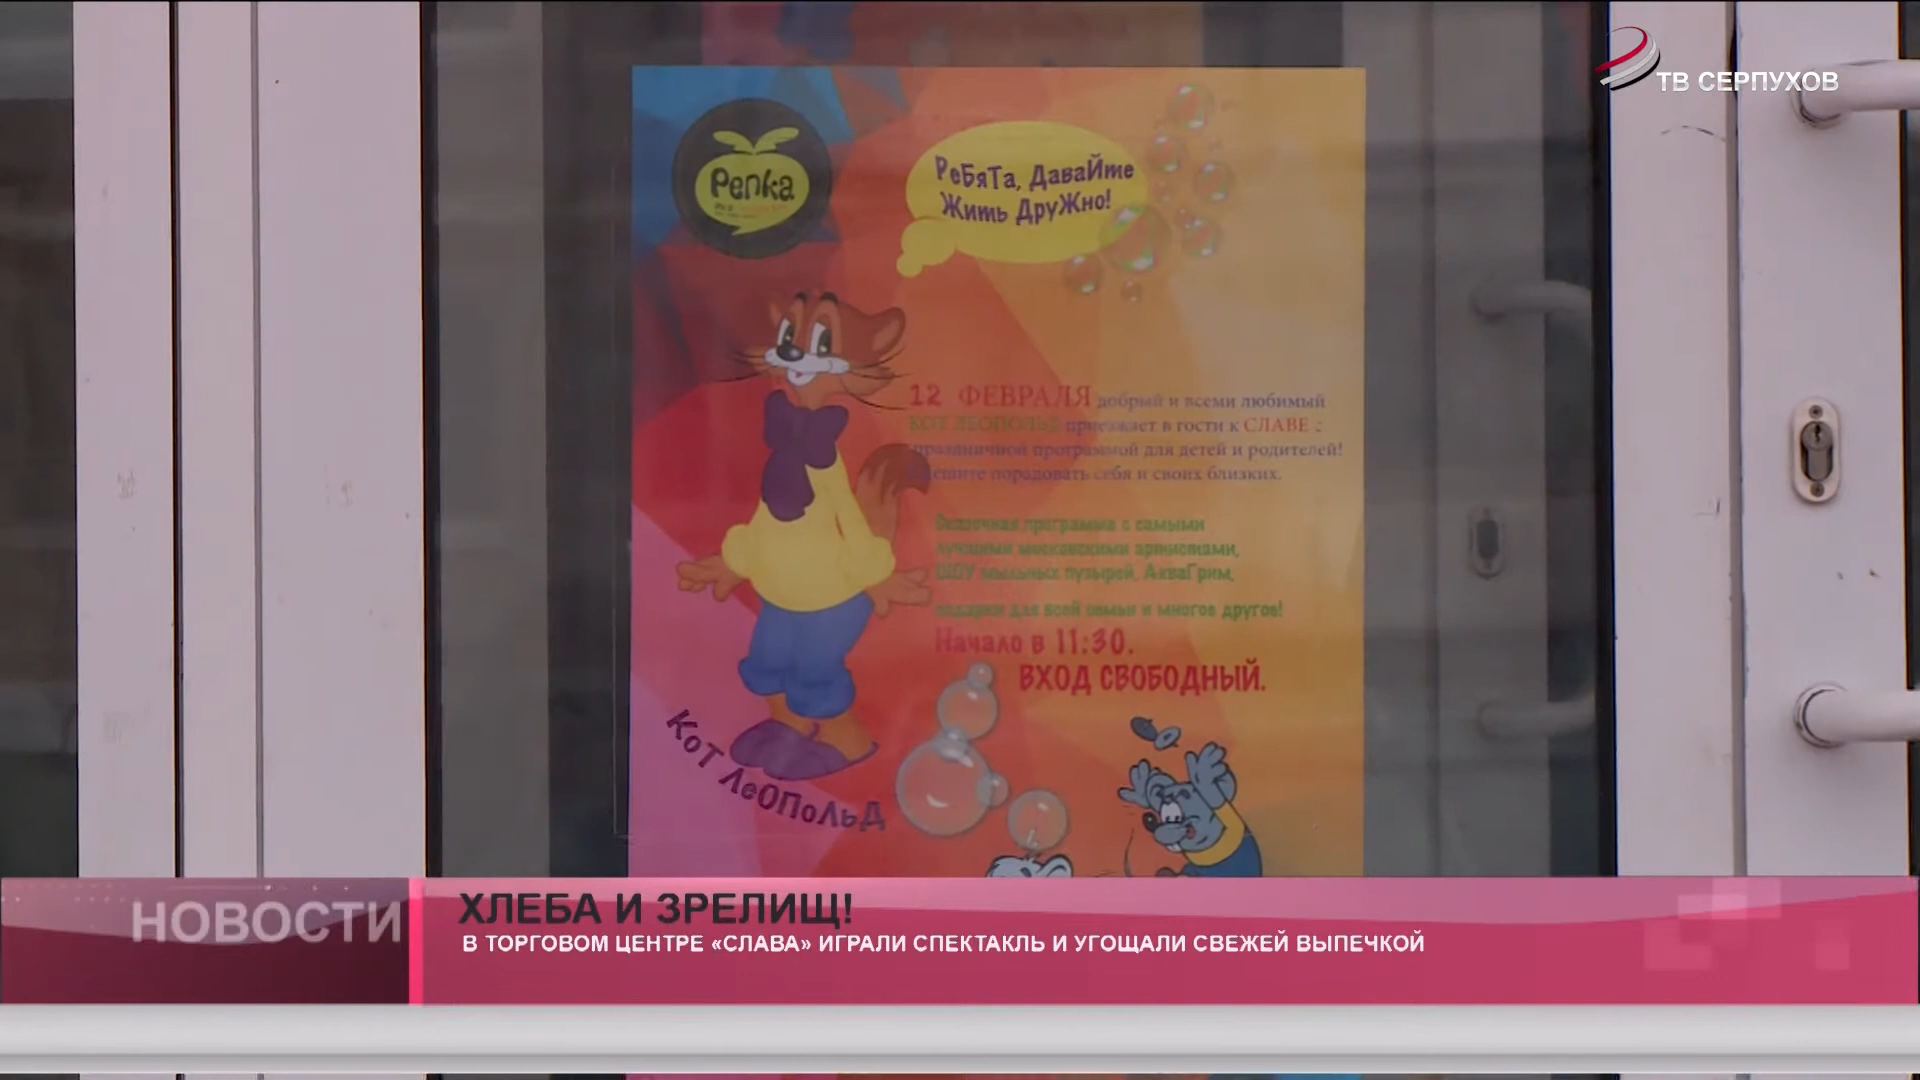 ТВ СЕРПУХОВ
Репка
РеБяТа, ДаваЙте
Жить ДруЖно!
12 ФЕВРАЛЯ добрый и всеми любимый
КОТ ЛЕОПОЛЬД приезжает в гости к СЛАВЕ с
праздничной программой для детей и родителей!
порадовать себя и своих близких.
Сказочная программа с самыми
лучшими московскими артистами,
ШОУ мыльных пузырей, АкваГрим,
подарки для всей семьи и многое другое!
Начало в 11:30.
ВХОД СВОБОДНЫЙ.
КоТ ЛеОПоЛьД
НОВОСТИ
ХЛЕБА И ЗРЕЛИЩ!
В ТОРГОВОМ ЦЕНТРЕ «СЛАВА» ИГРАЛИ СПЕКТАКЛЬ И УГОЩАЛИ СВЕЖЕЙ ВЫПЕЧКОЙ